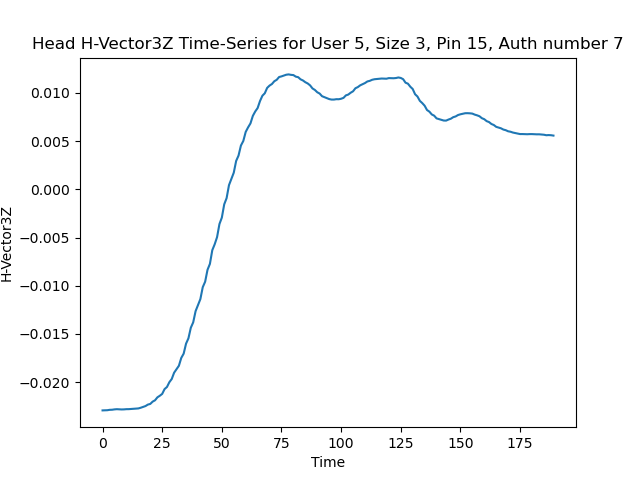 Head H-Vector3Z Time-Series for User 5, Size 3, Pin 15, Auth number 7
0.010
0.005
0.000
−0.005
−0.010
−0.015
−0.020
H-Vector3Z
0 25 50 75 100 125 150 175
Time